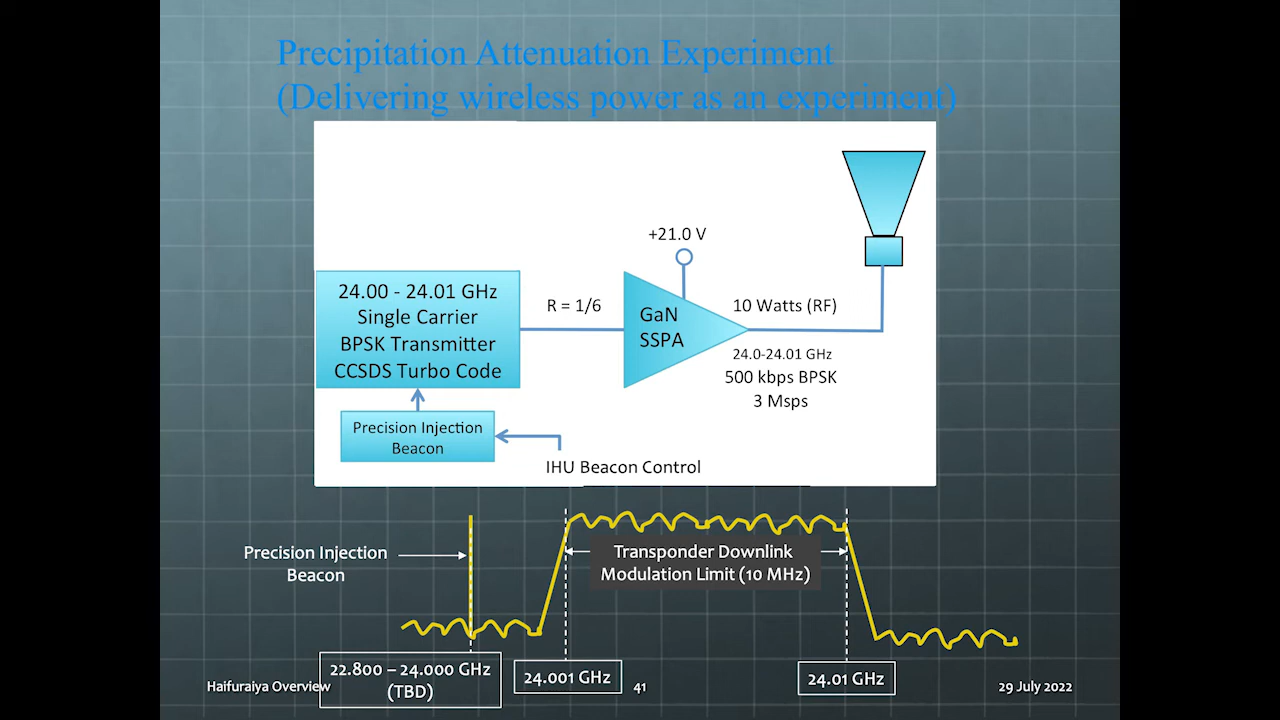 Precipitation Attenuation Experiment
(Delivering wireless power as an experiment)
+21.0 V
24.00 - 24.01 GHz
Single Carrier
BPSK Transmitter
CCSDS Turbo Code
R = 1/6
GaN
SSPA
10 Watts (RF)
24.0-24.01 GHz
500 kbps BPSK
3 Msps
Precision Injection
Beacon
IHU Beacon Control
Precision Injection
Beacon
Transponder Downlink
Modulation Limit (10 MHz)
22.800 – 24.000 GHz
(TBD)
24.001 GHz
24.01 GHz
Haifuraiya Overview
41
29 July 2022